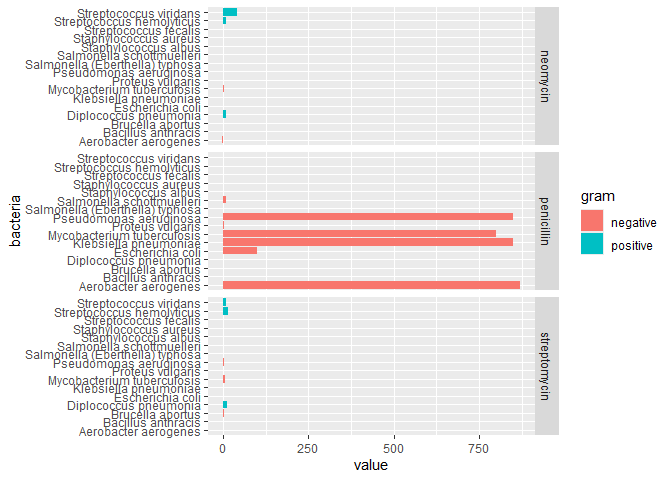 Streptococcus viridans
Streptococcus hemolyticus
Streptococcus fecalis
Staphylococcus aureus
Staphylococcus albus
Salmonella schottmuelleri
Salmonella (Eberthella) typhosa
Pseudomonas aeruginosa
Proteus vulgaris
Mycobacterium tuberculosis
Klebsiella pneumoniae
Escherichia coli
Diplococcus pneumonia
Brucella abortus
Bacillus anthracis
Aerobacter aerogenes
neomycin
Streptococcus viridans
Streptococcus hemolyticus
Streptococcus fecalis
Staphylococcus aureus
Staphylococcus albus
Salmonella schottmuelleri
Salmonella (Eberthella) typhosa
Pseudomonas aeruginosa
Proteus vulgaris
Mycobacterium tuberculosis
Klebsiella pneumoniae
Escherichia coli
Diplococcus pneumonia
Brucella abortus
Bacillus anthracis
Aerobacter aerogenes
penicillin
Streptococcus viridans
Streptococcus hemolyticus
Streptococcus fecalis
Staphylococcus aureus
Staphylococcus albus
Salmonella schottmuelleri
Salmonella (Eberthella) typhosa
Pseudomonas aeruginosa
Proteus vulgaris
Mycobacterium tuberculosis
Klebsiella pneumoniae
Escherichia coli
Diplococcus pneumonia
Brucella abortus
Bacillus anthracis
Aerobacter aerogenes
streptomycin
0 250 500 750
value
bacteria
gram
negative
positive